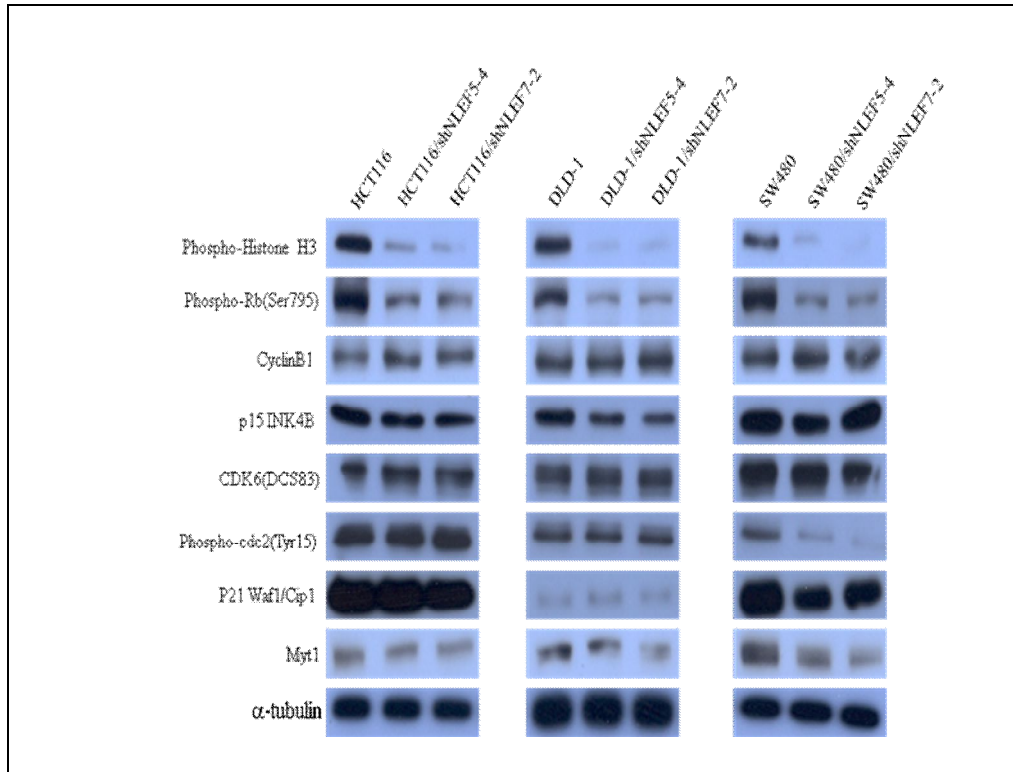 HCT116
HCT116/shNLEF5-4
HCT116/shNLEF7-2
DLD-1
DLD-1/shNLEF5-4
DLD-1/shNLEF7-2
SW480
SW480/shNLEF5-4
SW480/shNLEF7-2
Phospho-Histone H3
Phospho-Rb(Ser795)
CyclinB1
p15 INK4B
CDK6(DCS83)
Phospho-cdc2(Tyr15)
P21 Waf1/Cip1
Myt1
α-tubulin